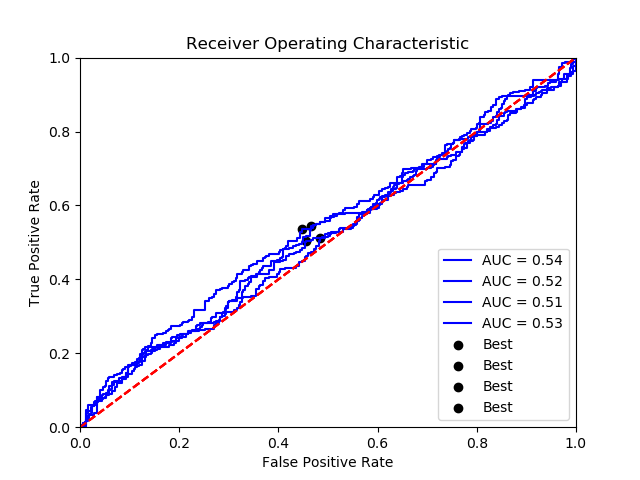 Receiver Operating Characteristic
True Positive Rate
1.0
0.8
0.6
0.4
0.2
0.0
AUC = 0.54
AUC = 0.52
AUC = 0.51
AUC = 0.53
Best
Best
Best
Best
0.0 0.2 0.4 0.6 0.8 1.0
False Positive Rate